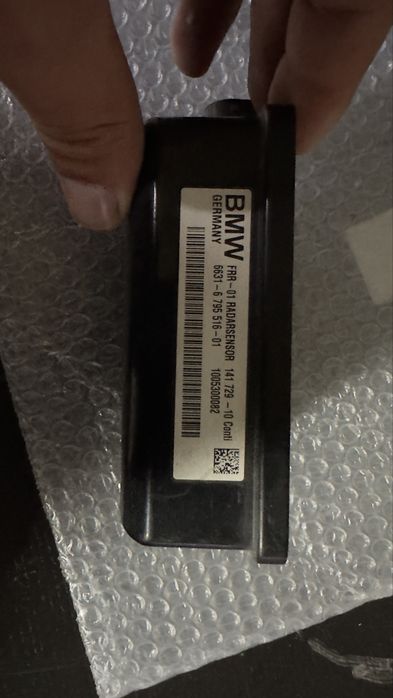 BMW
GERMANY
FRR-01 RADARSENSOR 141 729-10 Conti
6631-6 795 516-01
1005300082